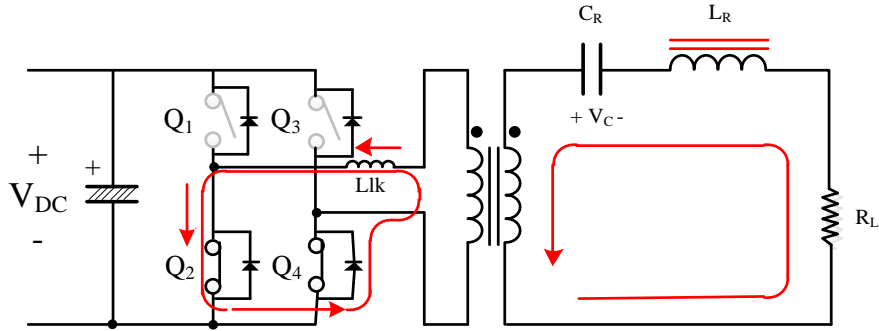 C_R
L_R
+ V_C -
Q_1
Q_3
+
+
V_DC
-
Llk
Q_2
Q_4
R_L